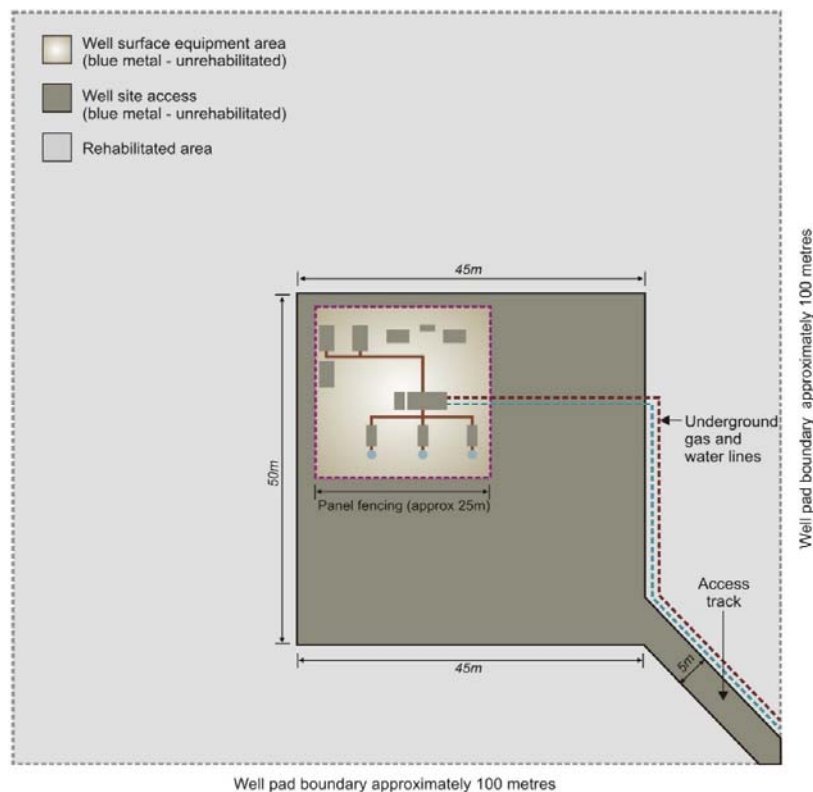 Well surface equipment area
(blue metal - unrehabilitated)
Well site access
(blue metal - unrehabilitated)
Rehabilitated area
45m
50m
Panel fencing (approx 25m)
Underground
gas and
water lines
Access
track
5m
45m
Well pad boundary approximately 100 metres
Well pad boundary approximately 100 metres